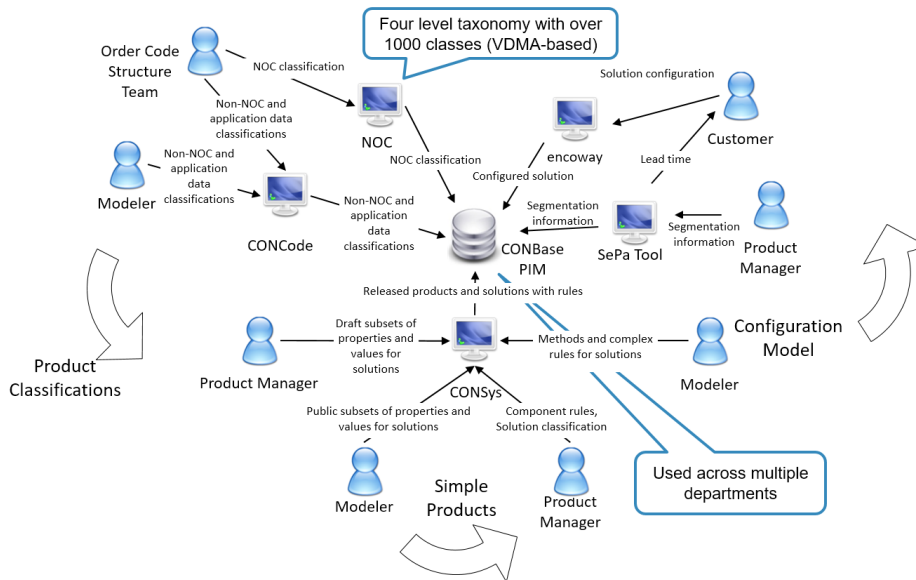 Four level taxonomy with over
1000 classes (VDMA-based)
Order Code
Structure
Team
NOC classification
Solution configuration
Non-NOC and
application data
classifications
NOC
encoway
Customer
Non-NOC and
application
data
classifications
Modeler
NOC classification
Lead time
Configured solution
CONCode
Non-NOC and
application
data
classifications
Segmentation
information
Segmentation
information
CONBase
PIM
SePa Tool
Product
Manager
Released products and solutions with rules
Product
Classifications
Draft subsets of
properties and
values for
solutions
Product Manager
Methods and complex
rules for solutions
Configuration
Model
Modeler
CONSys
Public subsets of properties and
values for solutions
Component rules,
Solution classification
Modeler
Simple
Products
Product
Manager
Used across multiple
departments